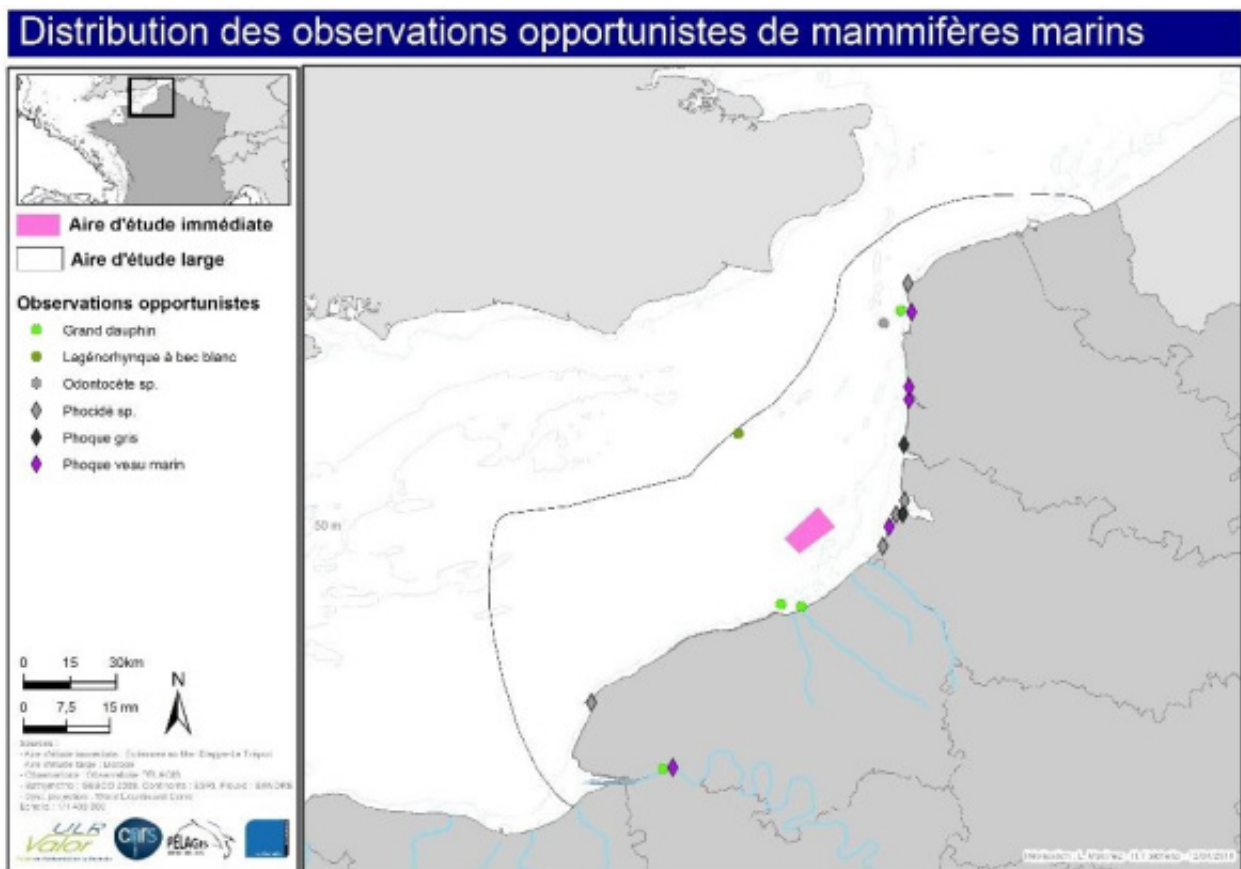 Distribution des observations opportunistes de mammifères marins
Aire d'étude immédiate
Aire d'étude large
Observations opportunistes
Grand dauphin
Lagénorhynque à bec blanc
Odontocète sp.
Phocidé sp.
Phoque gris
Phoque veau marin
0 15 30km
0 7,5 15 mn
N
Sources :
50 m
ULR
Valor
cnrs
PELAGIS